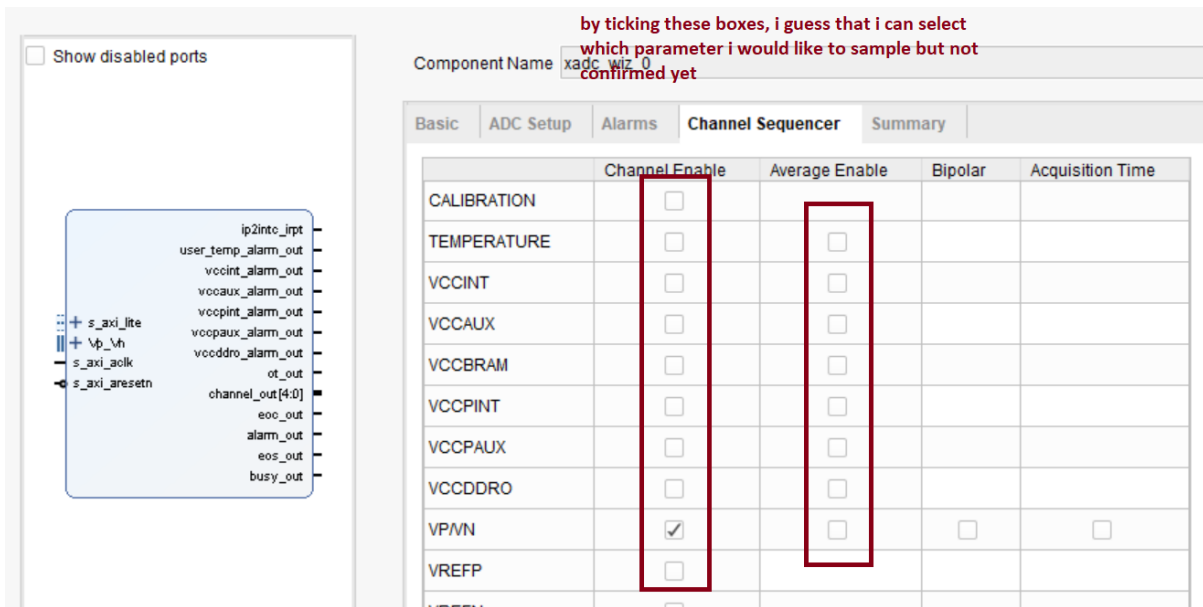 by ticking these boxes, i guess that i can select
which parameter i would like to sample but not
confirmed yet
Show disabled ports
Component Name xadc_wiz_0
Basic ADC Setup Alarms Channel Sequencer Summary
Channel Enable Average Enable Bipolar Acquisition Time
CALIBRATION
TEMPERATURE
VCCINT
VCCAUX
VCCBRAM
VCCPINT
VCCPAUX
VCCDDRO
VP/VN
VREFP
ip2intc_irpt
user_temp_alarm_out
vccint_alarm_out
vccaux_alarm_out
vccpint_alarm_out
vccpaux_alarm_out
vccddro_alarm_out
ot_out
channel_out[4:0]
eoc_out
alarm_out
eos_out
busy_out
s_axi_lite
Vp_Vn
s_axi_aclk
s_axi_aresetn